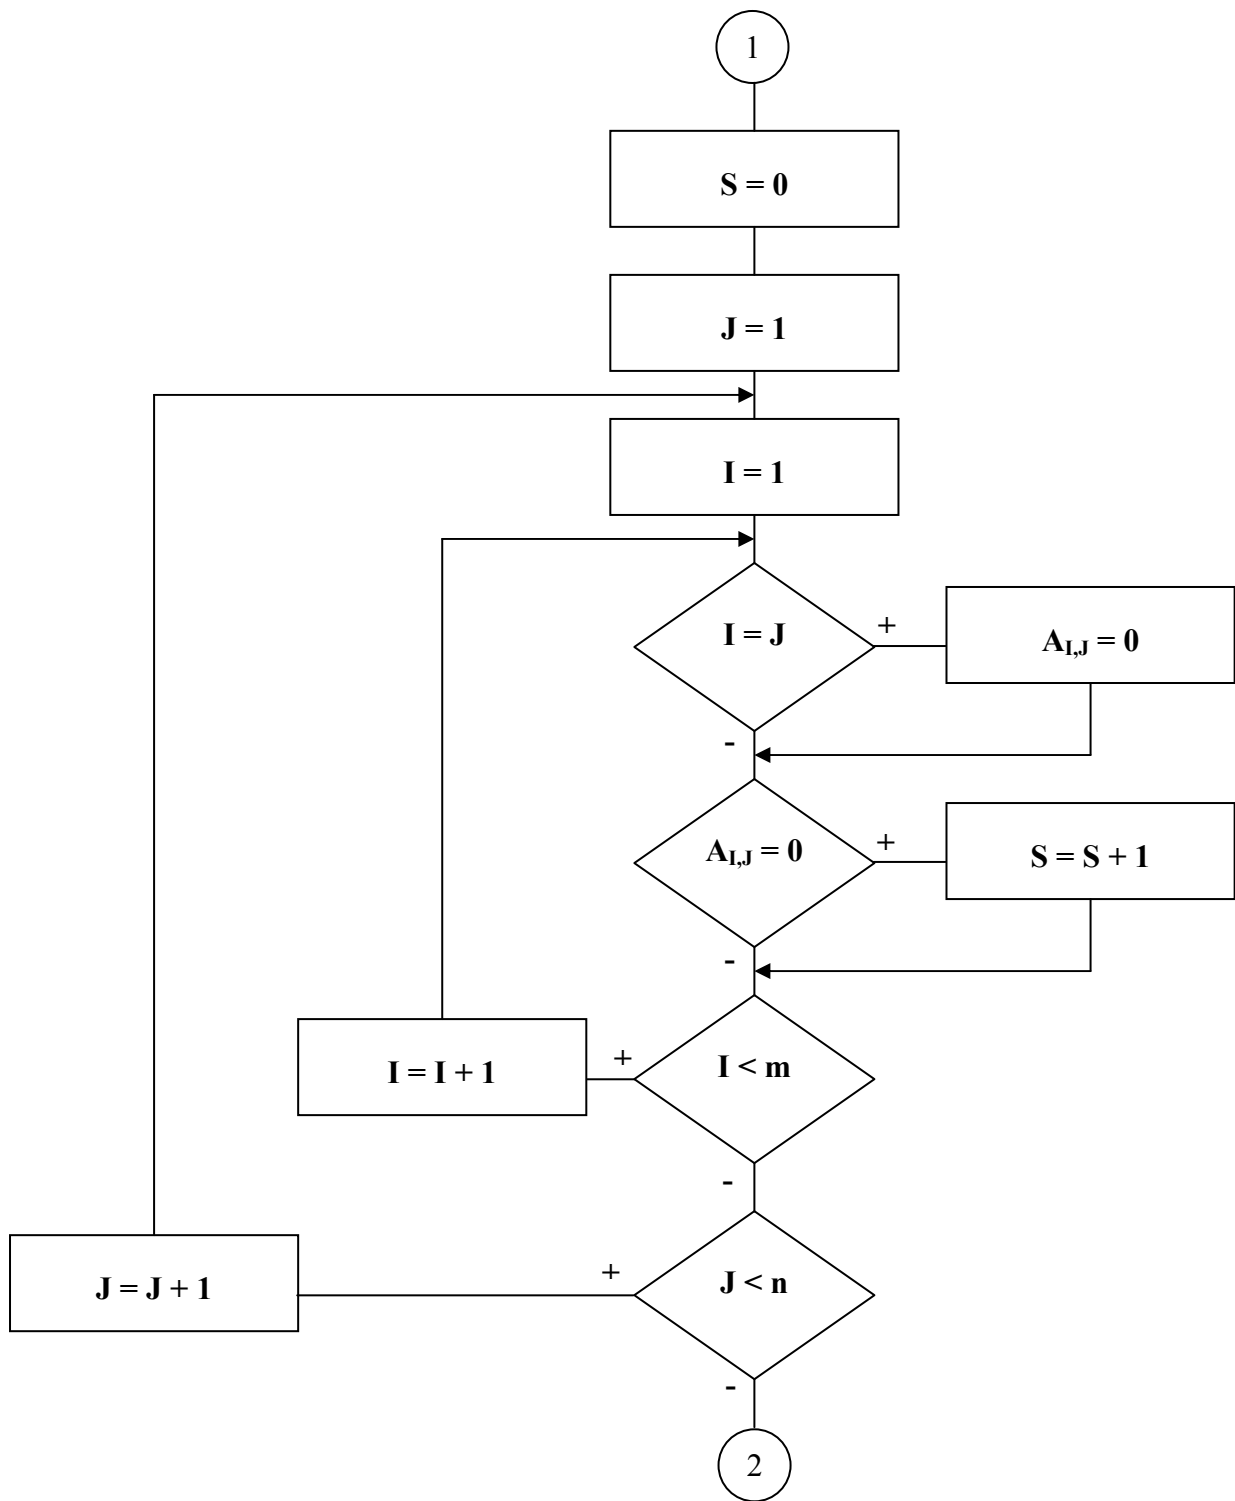 1
S = 0
J = 1
I = 1
I = J
+
A_{I,J} = 0
-
A_{I,J} = 0
+
S = S + 1
-
I = I + 1
+
I < m
-
J = J + 1
+
J < n
-
2